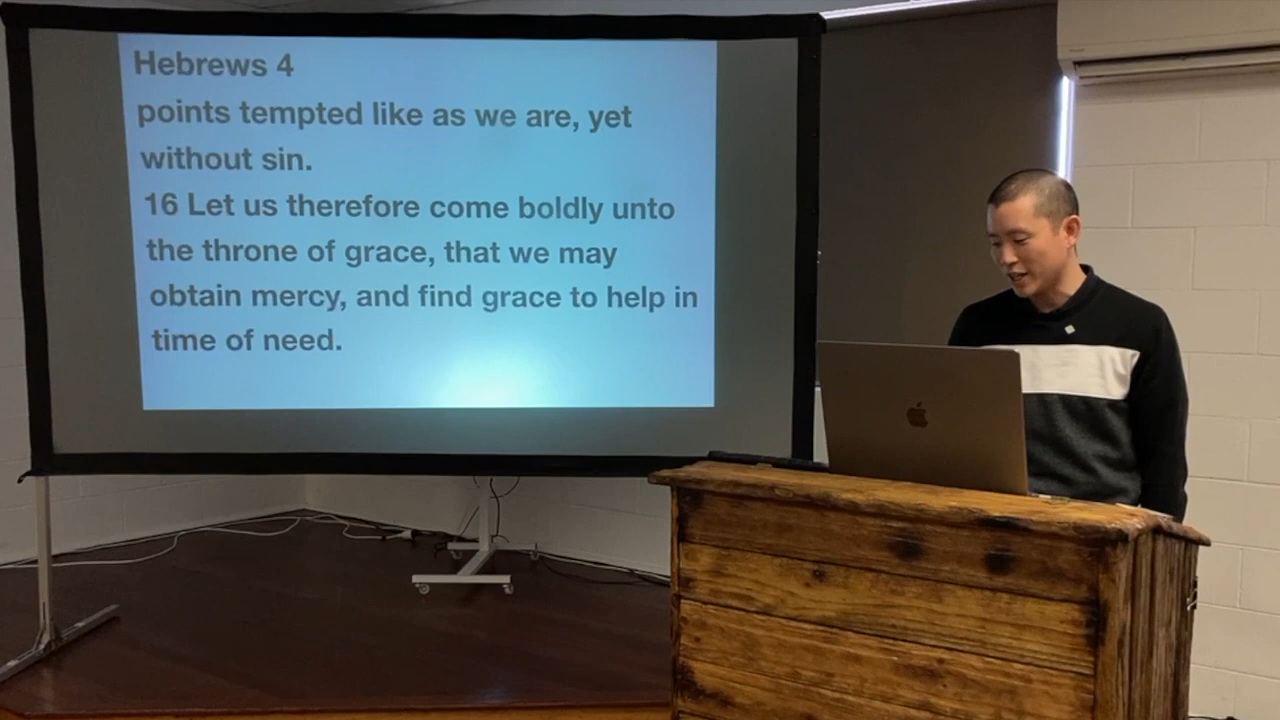 Hebrews 4
points tempted like as we are, yet
without sin.
16 Let us therefore come boldly unto
the throne of grace, that we may
obtain mercy, and find grace to help in
time of need.